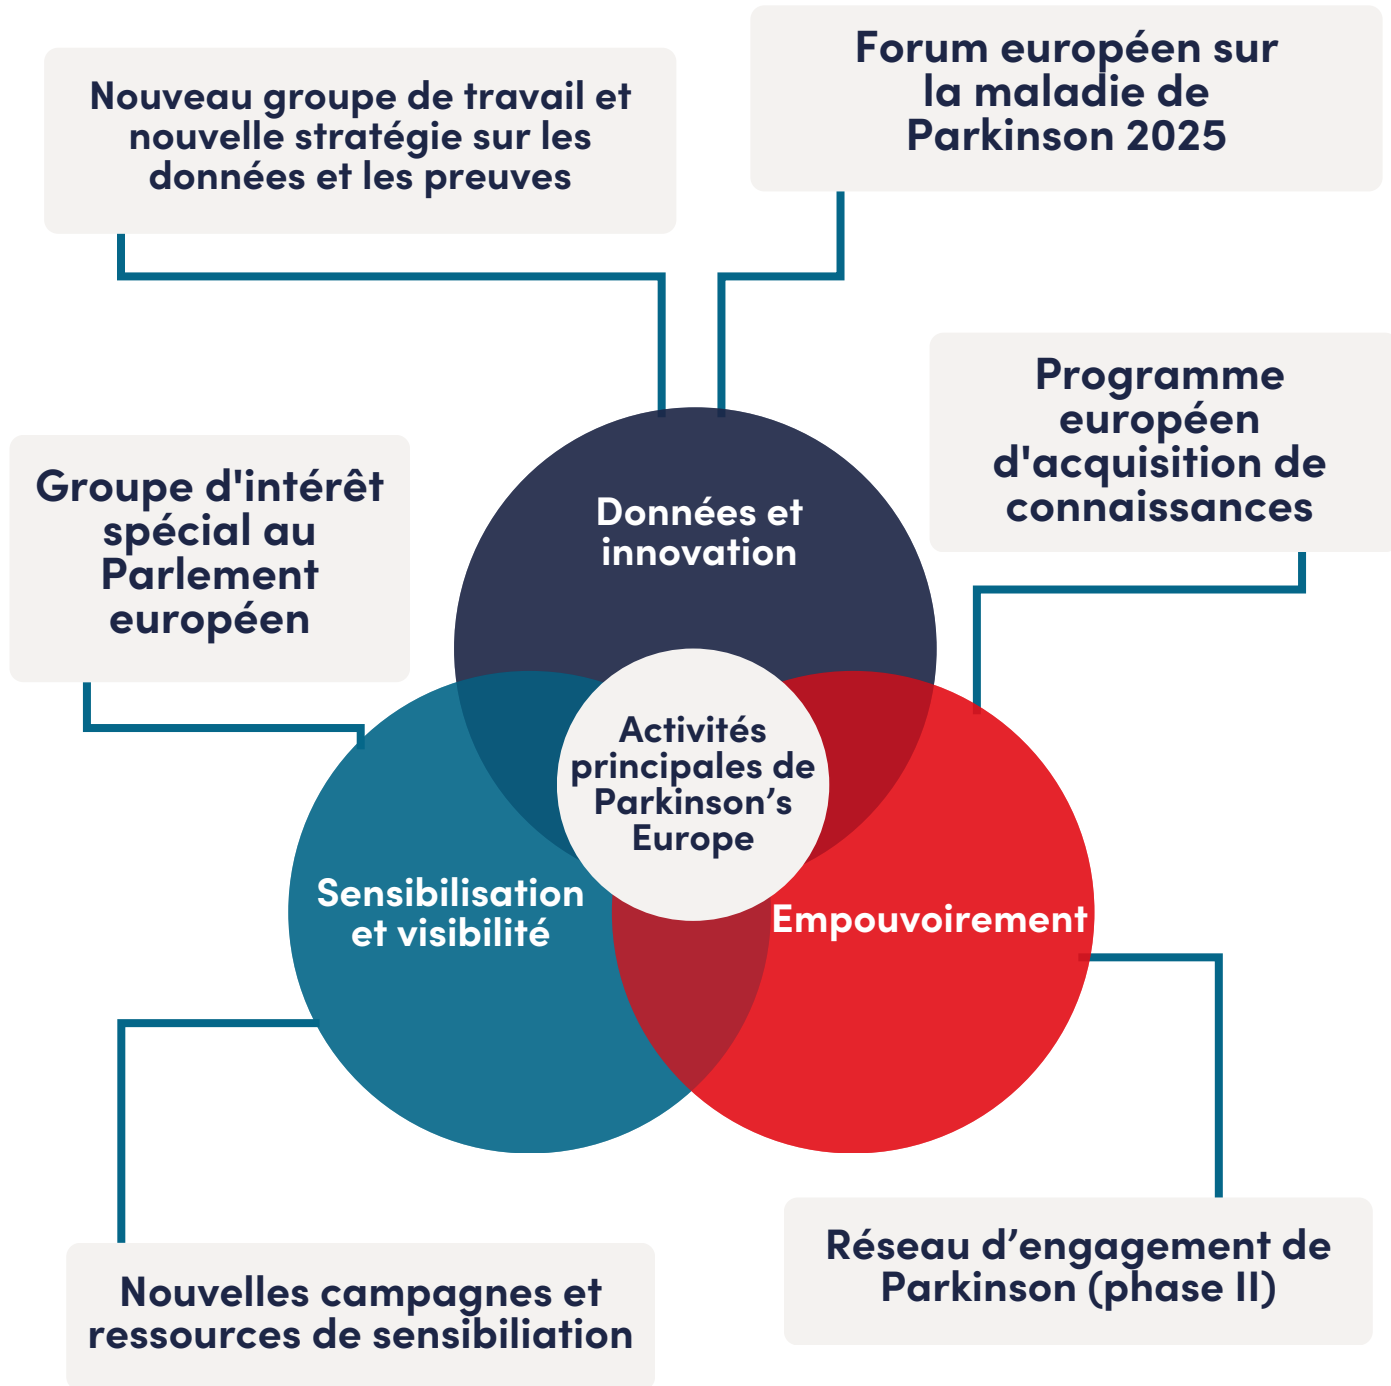 Forum européen sur
la maladie de
Parkinson 2025
Nouveau groupe de travail et
nouvelle stratégie sur les
données et les preuves
Programme
européen
d'acquisition de
connaissances
Groupe d'intérêt
spécial au
Parlement
européen
Données et
innovation
Activités
principales de
Parkinson’s
Europe
Sensibilisation
et visibilité
Empouvoirement
Réseau d’engagement de
Parkinson (phase II)
Nouvelles campagnes et
ressources de sensibiliation